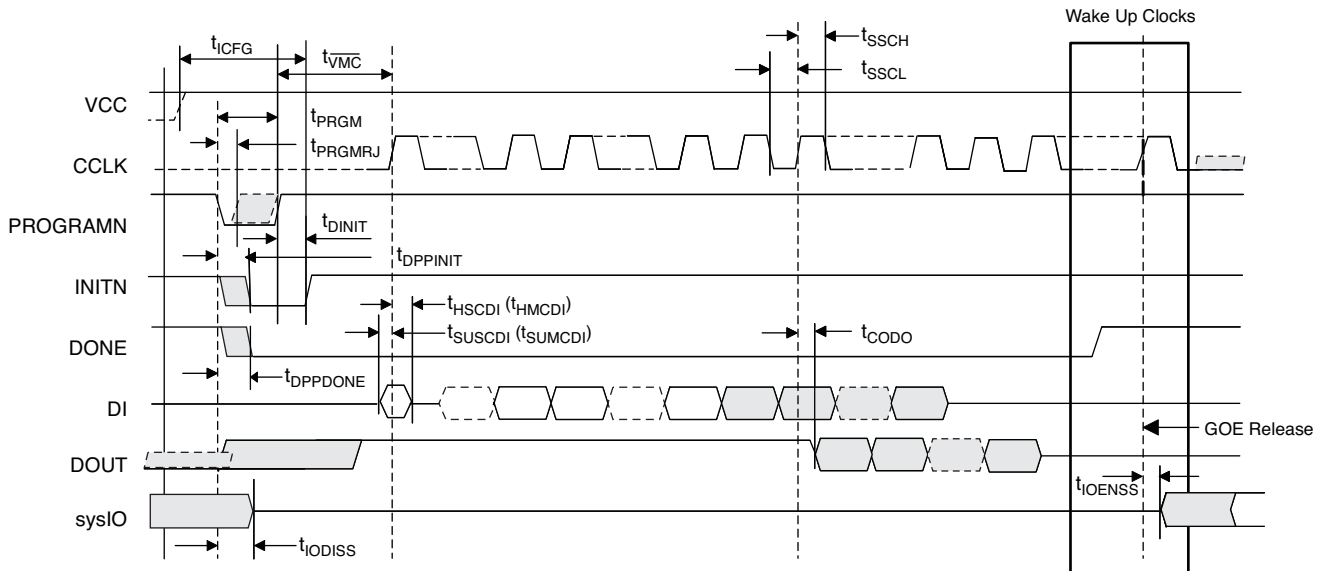 Wake Up Clocks
tICFG
tVMC
tSSCH
tSSCL
VCC
tPRGM
tPRGMRJ
CCLK
PROGRAMN
tDINIT
tDPPINIT
INITN
tHSCDI (tHMCDI)
tSUSCDI (tSUMCDI)
tCODO
DONE
tDPPDONE
DI
GOE Release
DOUT
tIOENSS
sysIO
tIODISS